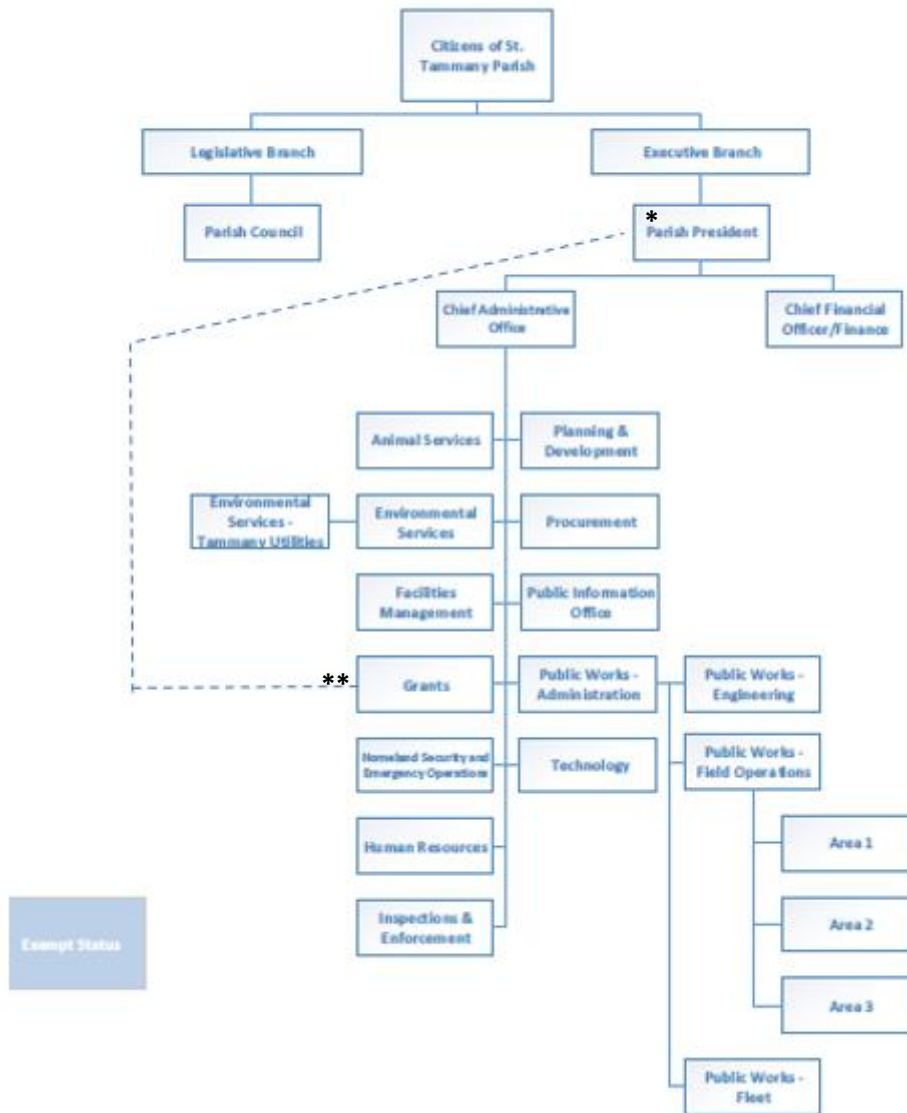 Citizens of St.
Tammany Parish
Legislative Branch
Executive Branch
Parish Council
*
Parish President
Chief Administrative
Office
Chief Financial
Officer/Finance
Animal Services
Planning &
Development
Environmental
Services -
Tammany Utilities
Environmental
Services
Procurement
Facilities
Management
Public Information
Office
**
Grants
Public Works -
Administration
Public Works -
Engineering
Homeland Security and
Emergency Operations
Technology
Public Works -
Field Operations
Human Resources
Area 1
Inspections &
Enforcement
Area 2
Exempt Status
Area 3
Public Works -
Fleet